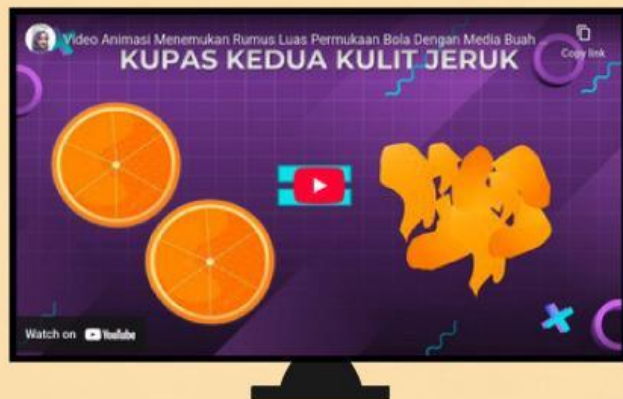 Video Animasi Menemukan Rumus Luas Permukaan Bola Dengan Media Buah ...
Copy link
KUPAS KEDUA KULIT JERUK
Watch on YouTube